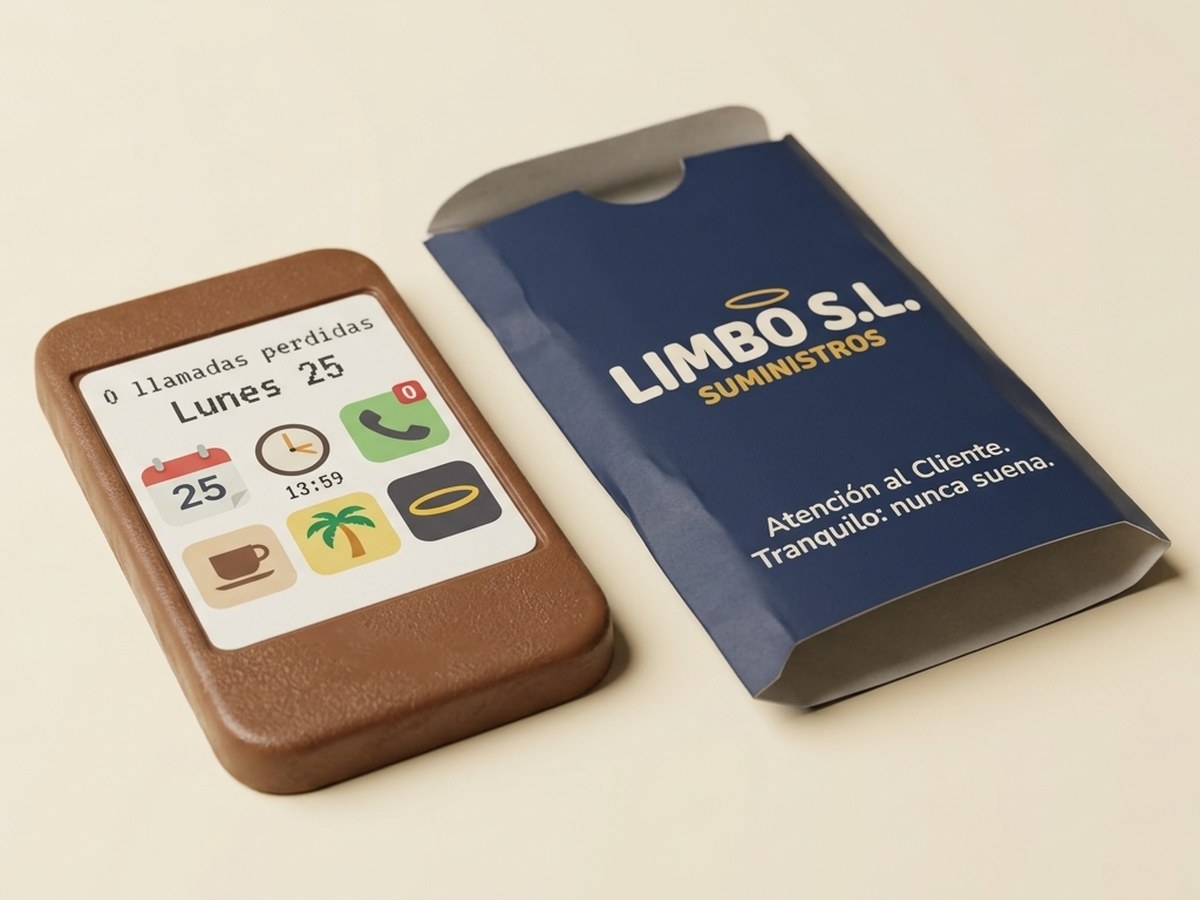 0 llamadas perdidas
Lunes 25
0
25
13:59
LIMBO S.L.
SUMINISTROS
Atención al Cliente.
Tranquilo: nunca suena.